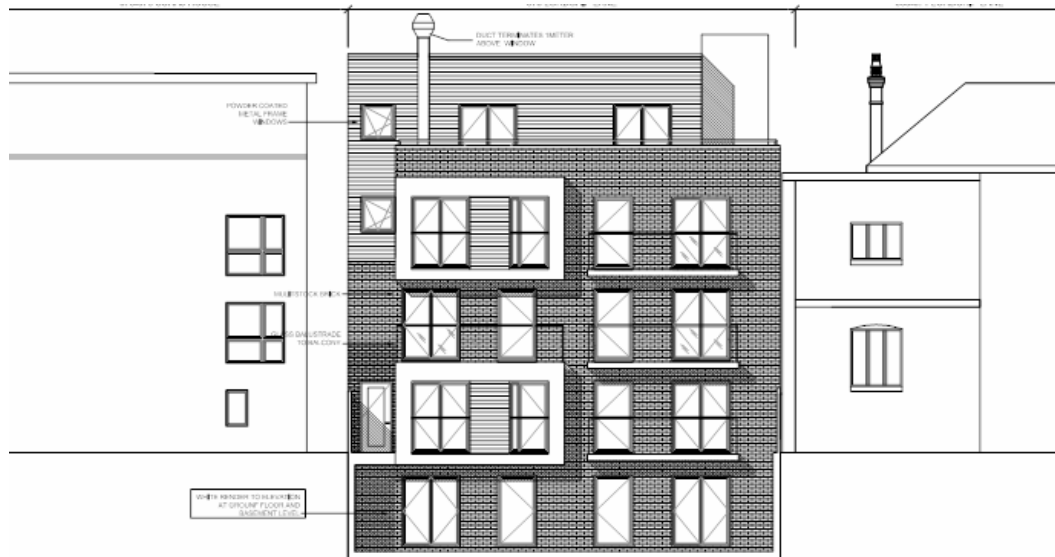 DUCT TERMINATES 1METER
ABOVE WINDOW
POWDER COATED
METAL FRAME
WINDOWS
MULTISTOCK BRICK
GLASS BALUSTRADE
TO BALCONY
WHITE RENDER TO ELEVATION
AT GROUND FLOOR AND
BASEMENT LEVEL